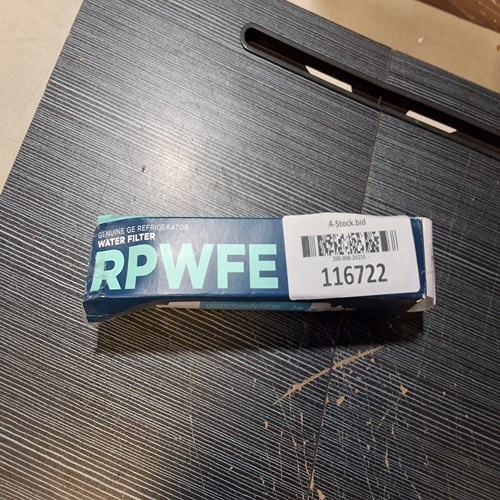 GENUINE GE REFRIGERATOR
WATER FILTER
RPWFE
A-Stock.bid
116722